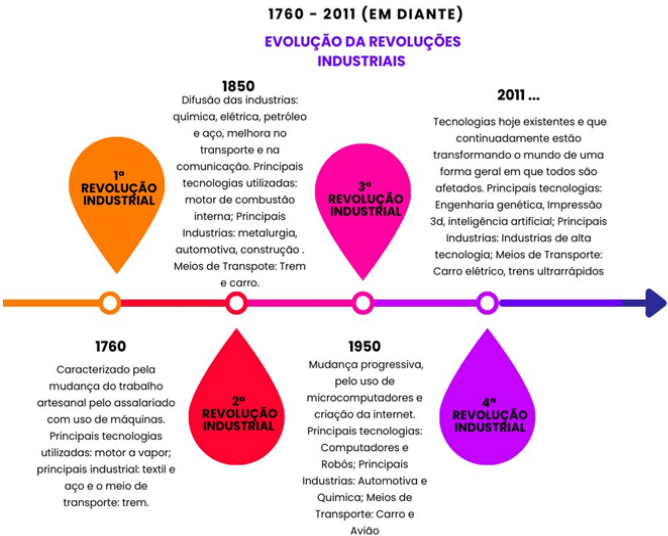 1760 - 2011 (EM DIANTE)
EVOLUÇÃO DA REVOLUÇÕES
INDUSTRIAIS
1ª
REVOLUÇÃO
INDUSTRIAL
1760
Caracterizado pela
mudança do trabalho
artesanal pelo assalariado
com uso de máquinas.
Principais tecnologias
utilizadas: motor a vapor;
principais industrial: textil e
aço e o meio de
transporte: trem.
1850
Difusão das industrias:
química, elétrica, petróleo
e aço, melhora no
transporte e na
comunicação. Principais
tecnologias utilizadas:
motor de combustão
interna; Principais
Industrias: metalurgia,
automotiva, construção .
Meios de Transpote: Trem
e carro.
2ª
REVOLUÇÃO
INDUSTRIAL
3ª
REVOLUÇÃO
INDUSTRIAL
1950
Mudança progressiva,
pelo uso de
microcomputadores e
criação da internet.
Principais tecnologias:
Computadores e
Robôs; Principais
Industrias: Automotiva e
Quimica; Meios de
Transporte: Carro e
Avião
2011 ...
Tecnologias hoje existentes e que
continuadamente estão
transformando o mundo de uma
forma geral em que todos são
afetados. Principais tecnologias:
Engenharia genética, Impressão
3d, inteligência artificial; Principais
Industrias: Industrias de alta
tecnologia; Meios de Transporte:
Carro elétrico, trens ultrarrápidos
4ª
REVOLUÇÃO
INDUSTRIAL